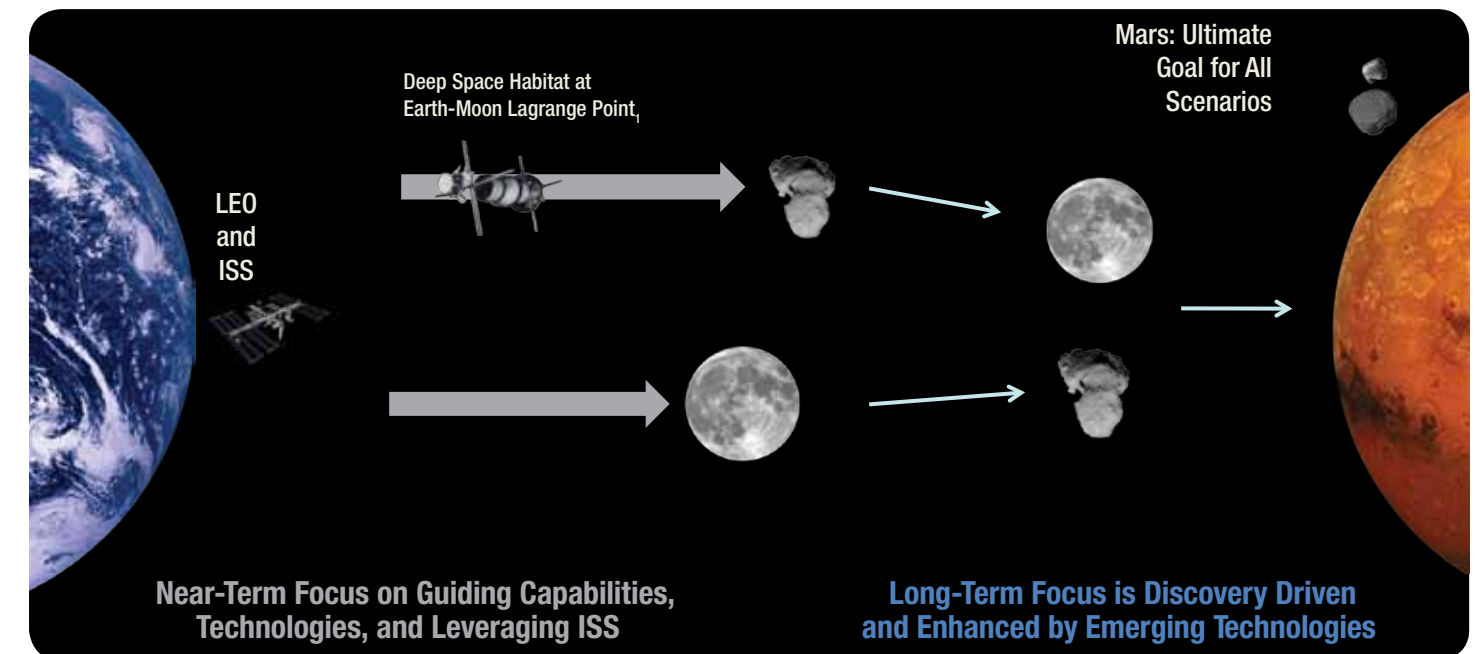 Mars: Ultimate
Goal for All
Scenarios
Deep Space Habitat at
Earth-Moon Lagrange Point1
LEO
and
ISS
Near-Term Focus on Guiding Capabilities,
Technologies, and Leveraging ISS
Long-Term Focus is Discovery Driven
and Enhanced by Emerging Technologies